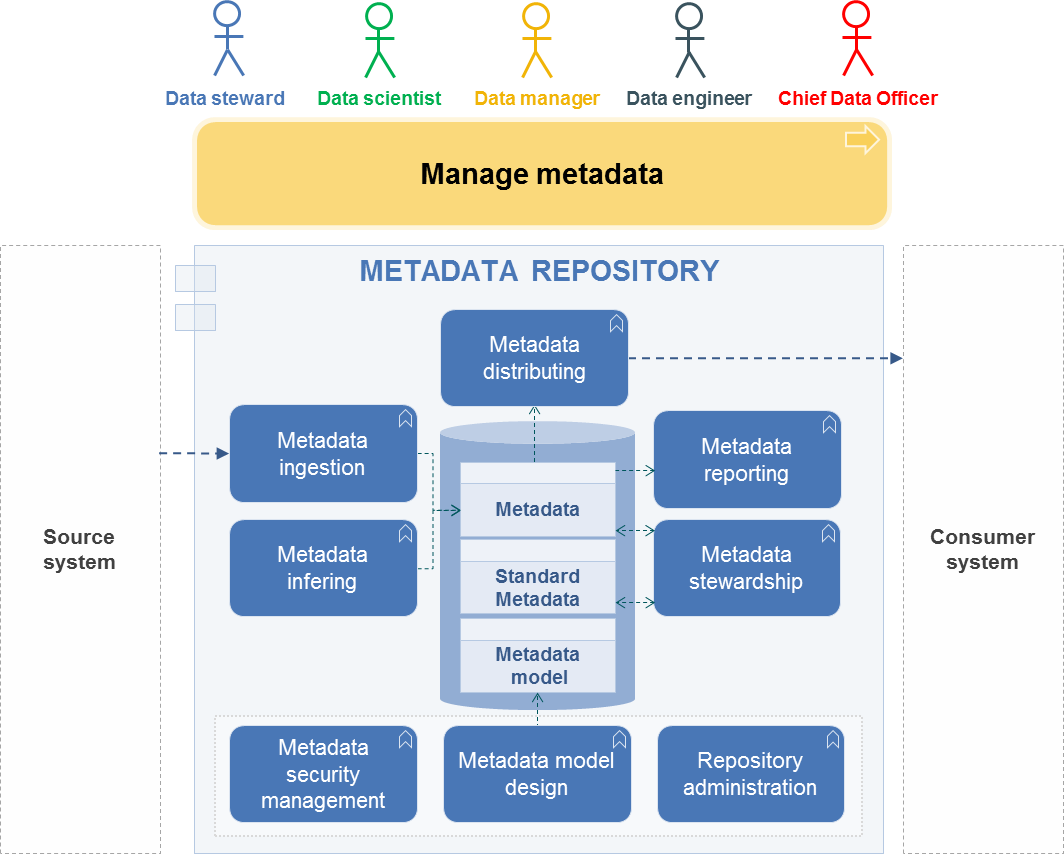 Data steward
Data scientist
Data manager
Data engineer
Chief Data Officer
Manage metadata
METADATA REPOSITORY
Metadata
distributing
Metadata
ingestion
Metadata
reporting
Metadata
Source
system
Metadata
infering
Standard
Metadata
Metadata
stewardship
Consumer
system
Metadata
model
Metadata
security
management
Metadata model
design
Repository
administration